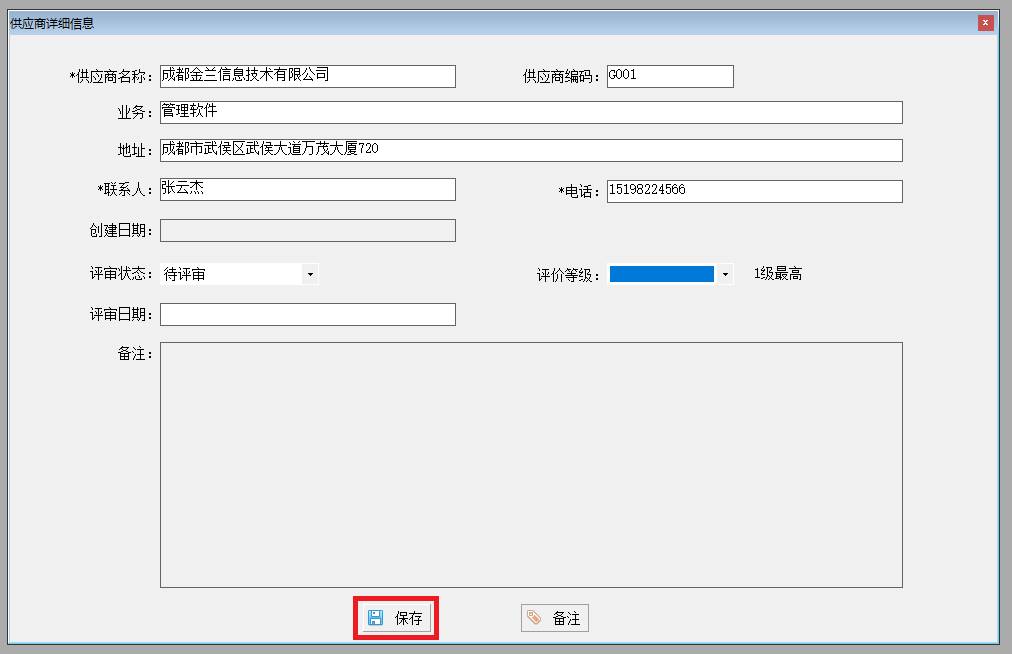 供应商详细信息
*供应商名称： 成都金兰信息技术有限公司 供应商编码： G001
业务： 管理软件
地址： 成都市武侯区武侯大道万茂大厦720
*联系人： 张云杰 *电话： 15198224566
创建日期：
评审状态： 待评审 评价等级： 1级最高
评审日期：
备注：
保存 备注